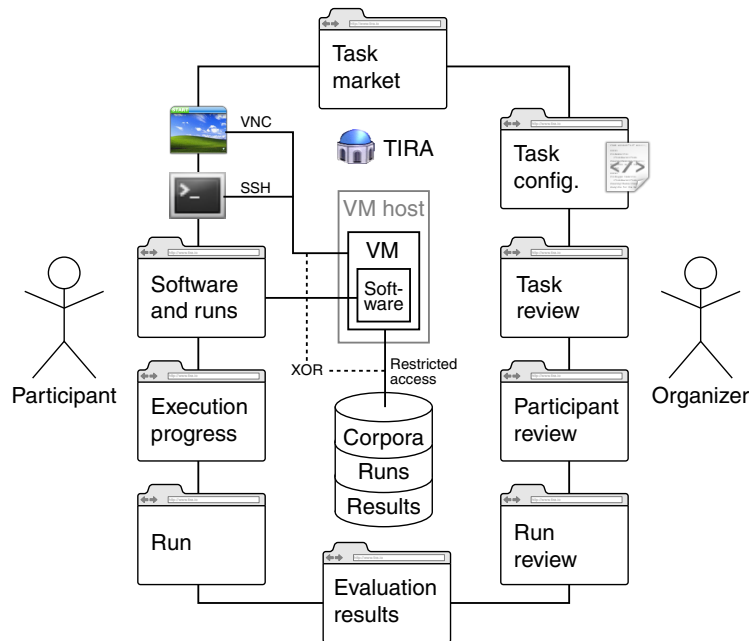 Task
market
START
VNC
TIRA
Task
config.
</>
SSH
VM host
VM
Soft-
ware
Software
and runs
Task
review
XOR
Restricted
access
Participant
Organizer
Execution
progress
Corpora
Runs
Results
Participant
review
Run
Run
review
Evaluation
results